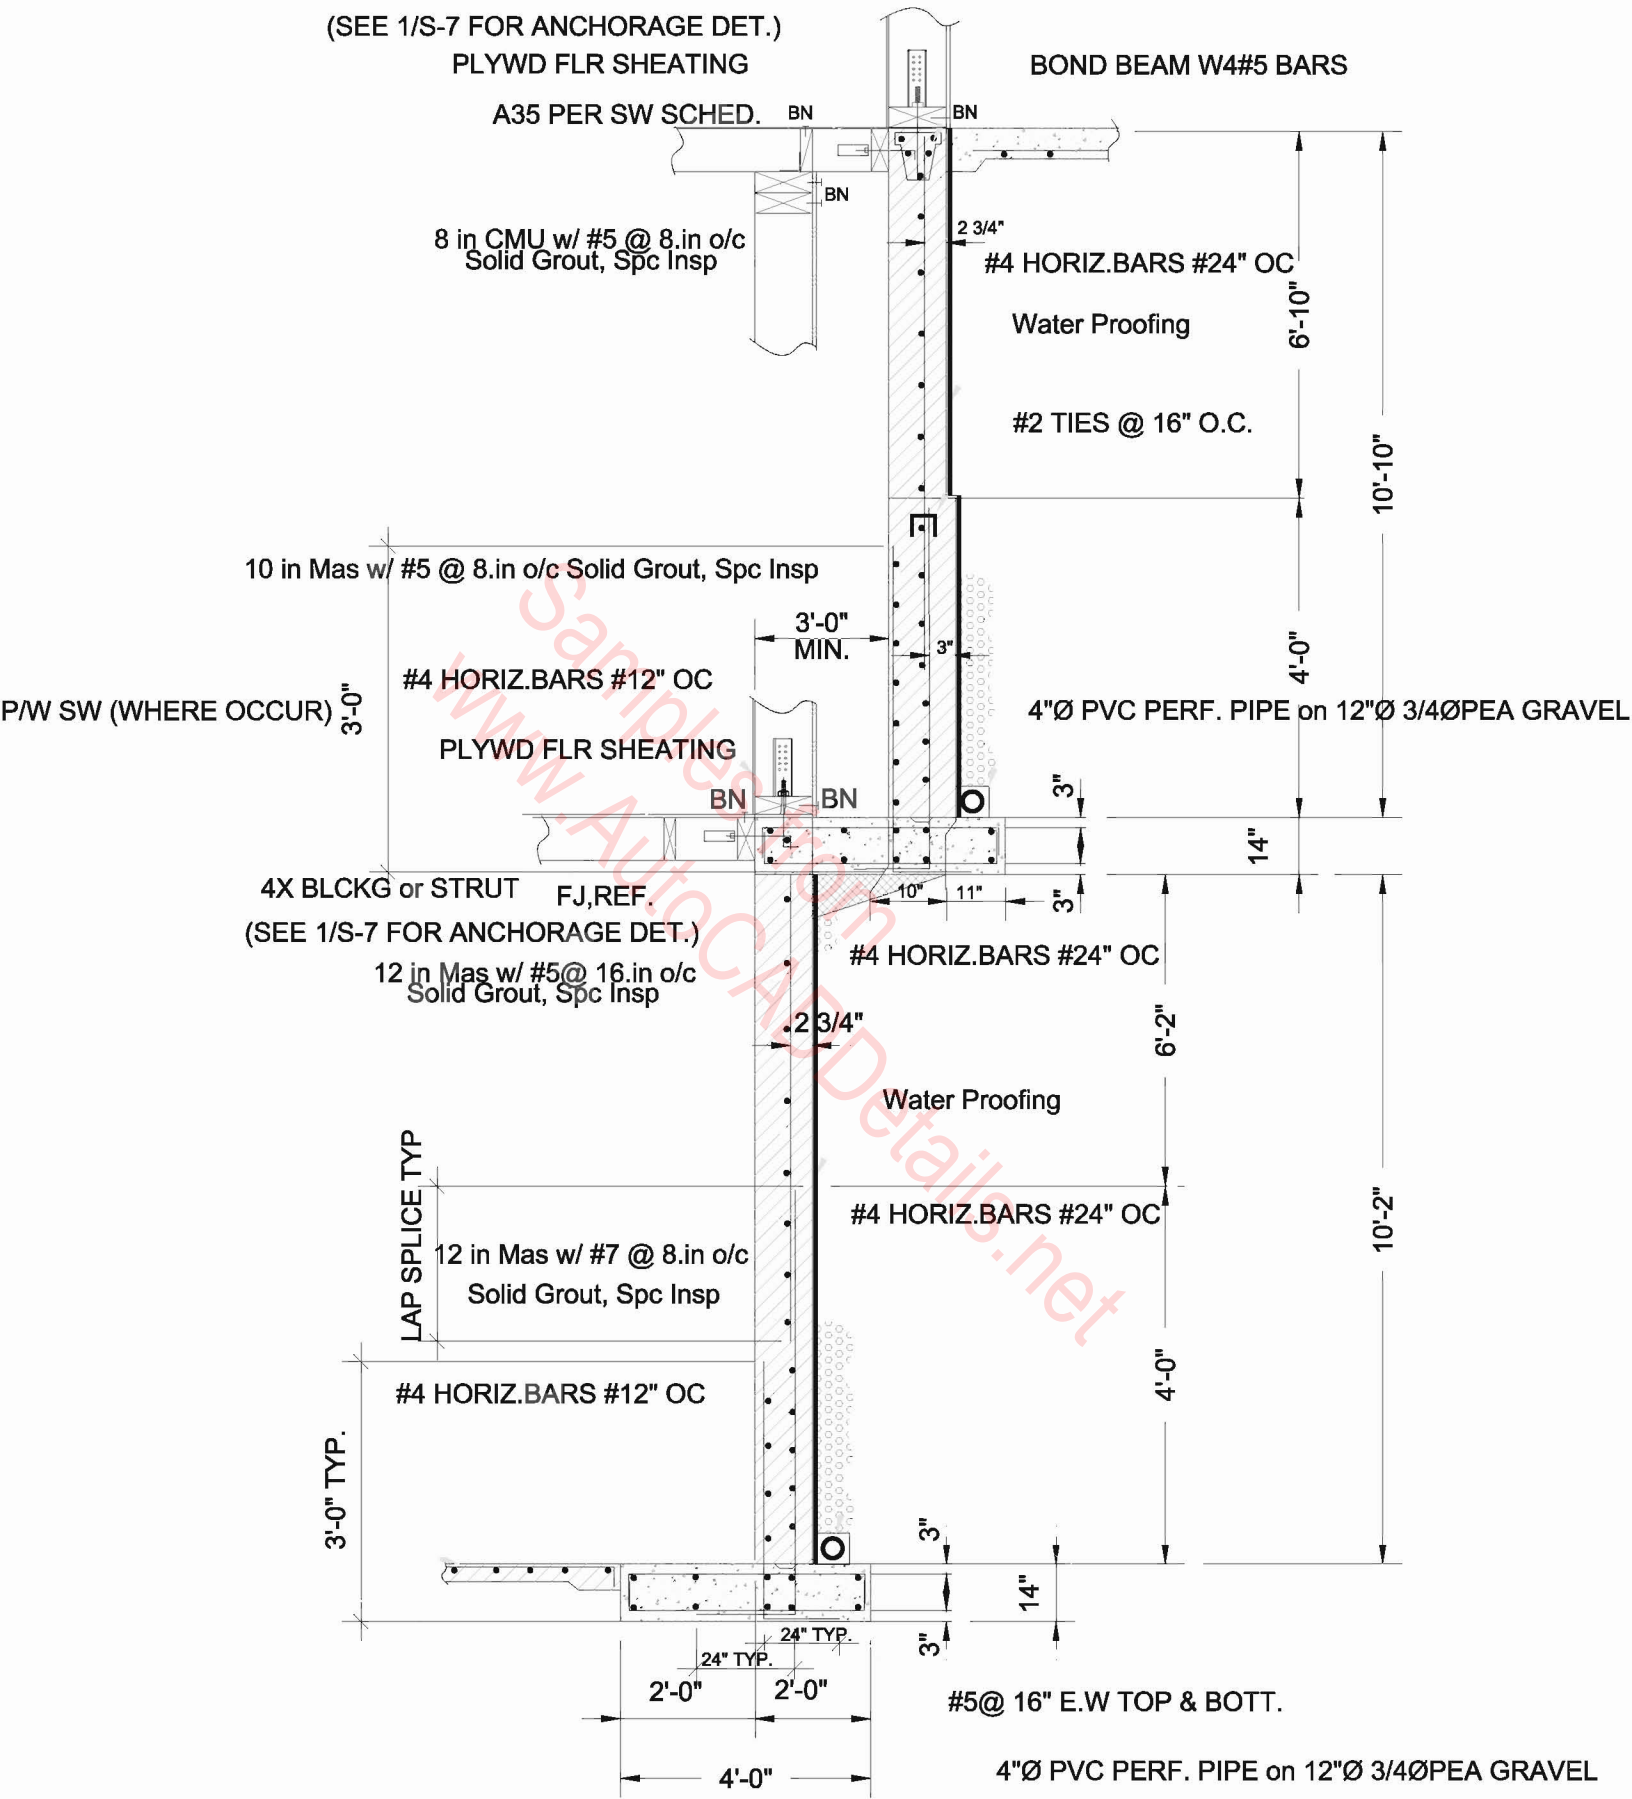 (SEE 1/S-7 FOR ANCHORAGE DET.)
PLYWD FLR SHEATING
BOND BEAM W4#5 BARS
A35 PER SW SCHED.
BN
BN
BN
8 in CMU w/ #5 @ 8.in o/c
Solid Grout, Spc Insp
2 3/4"
#4 HORIZ.BARS #24" OC
6'-10"
Water Proofing
#2 TIES @ 16" O.C.
10'-10"
10 in Mas w/ #5 @ 8.in o/c Solid Grout, Spc Insp
3'-0"
MIN.
3"
4'-0"
#4 HORIZ.BARS #12" OC
P/W SW (WHERE OCCUR)
3'-0"
4"Ø PVC PERF. PIPE on 12"Ø 3/4ØPEA GRAVEL
PLYWD FLR SHEATING
BN
BN
3"
14"
3"
4X BLCKG or STRUT
FJ,REF.
10"
11"
(SEE 1/S-7 FOR ANCHORAGE DET.)
#4 HORIZ.BARS #24" OC
12 in Mas w/ #5@ 16.in o/c
Solid Grout, Spc Insp
2 3/4"
6'-2"
Water Proofing
LAP SPLICE TYP
#4 HORIZ.BARS #24" OC
10'-2"
12 in Mas w/ #7 @ 8.in o/c
Solid Grout, Spc Insp
4'-0"
#4 HORIZ.BARS #12" OC
3'-0" TYP.
3"
14"
3"
24" TYP.
24" TYP.
2'-0"
2'-0"
#5@ 16" E.W TOP & BOTT.
4'-0"
4"Ø PVC PERF. PIPE on 12"Ø 3/4ØPEA GRAVEL
Samples from
www.AutoCADDetails.net